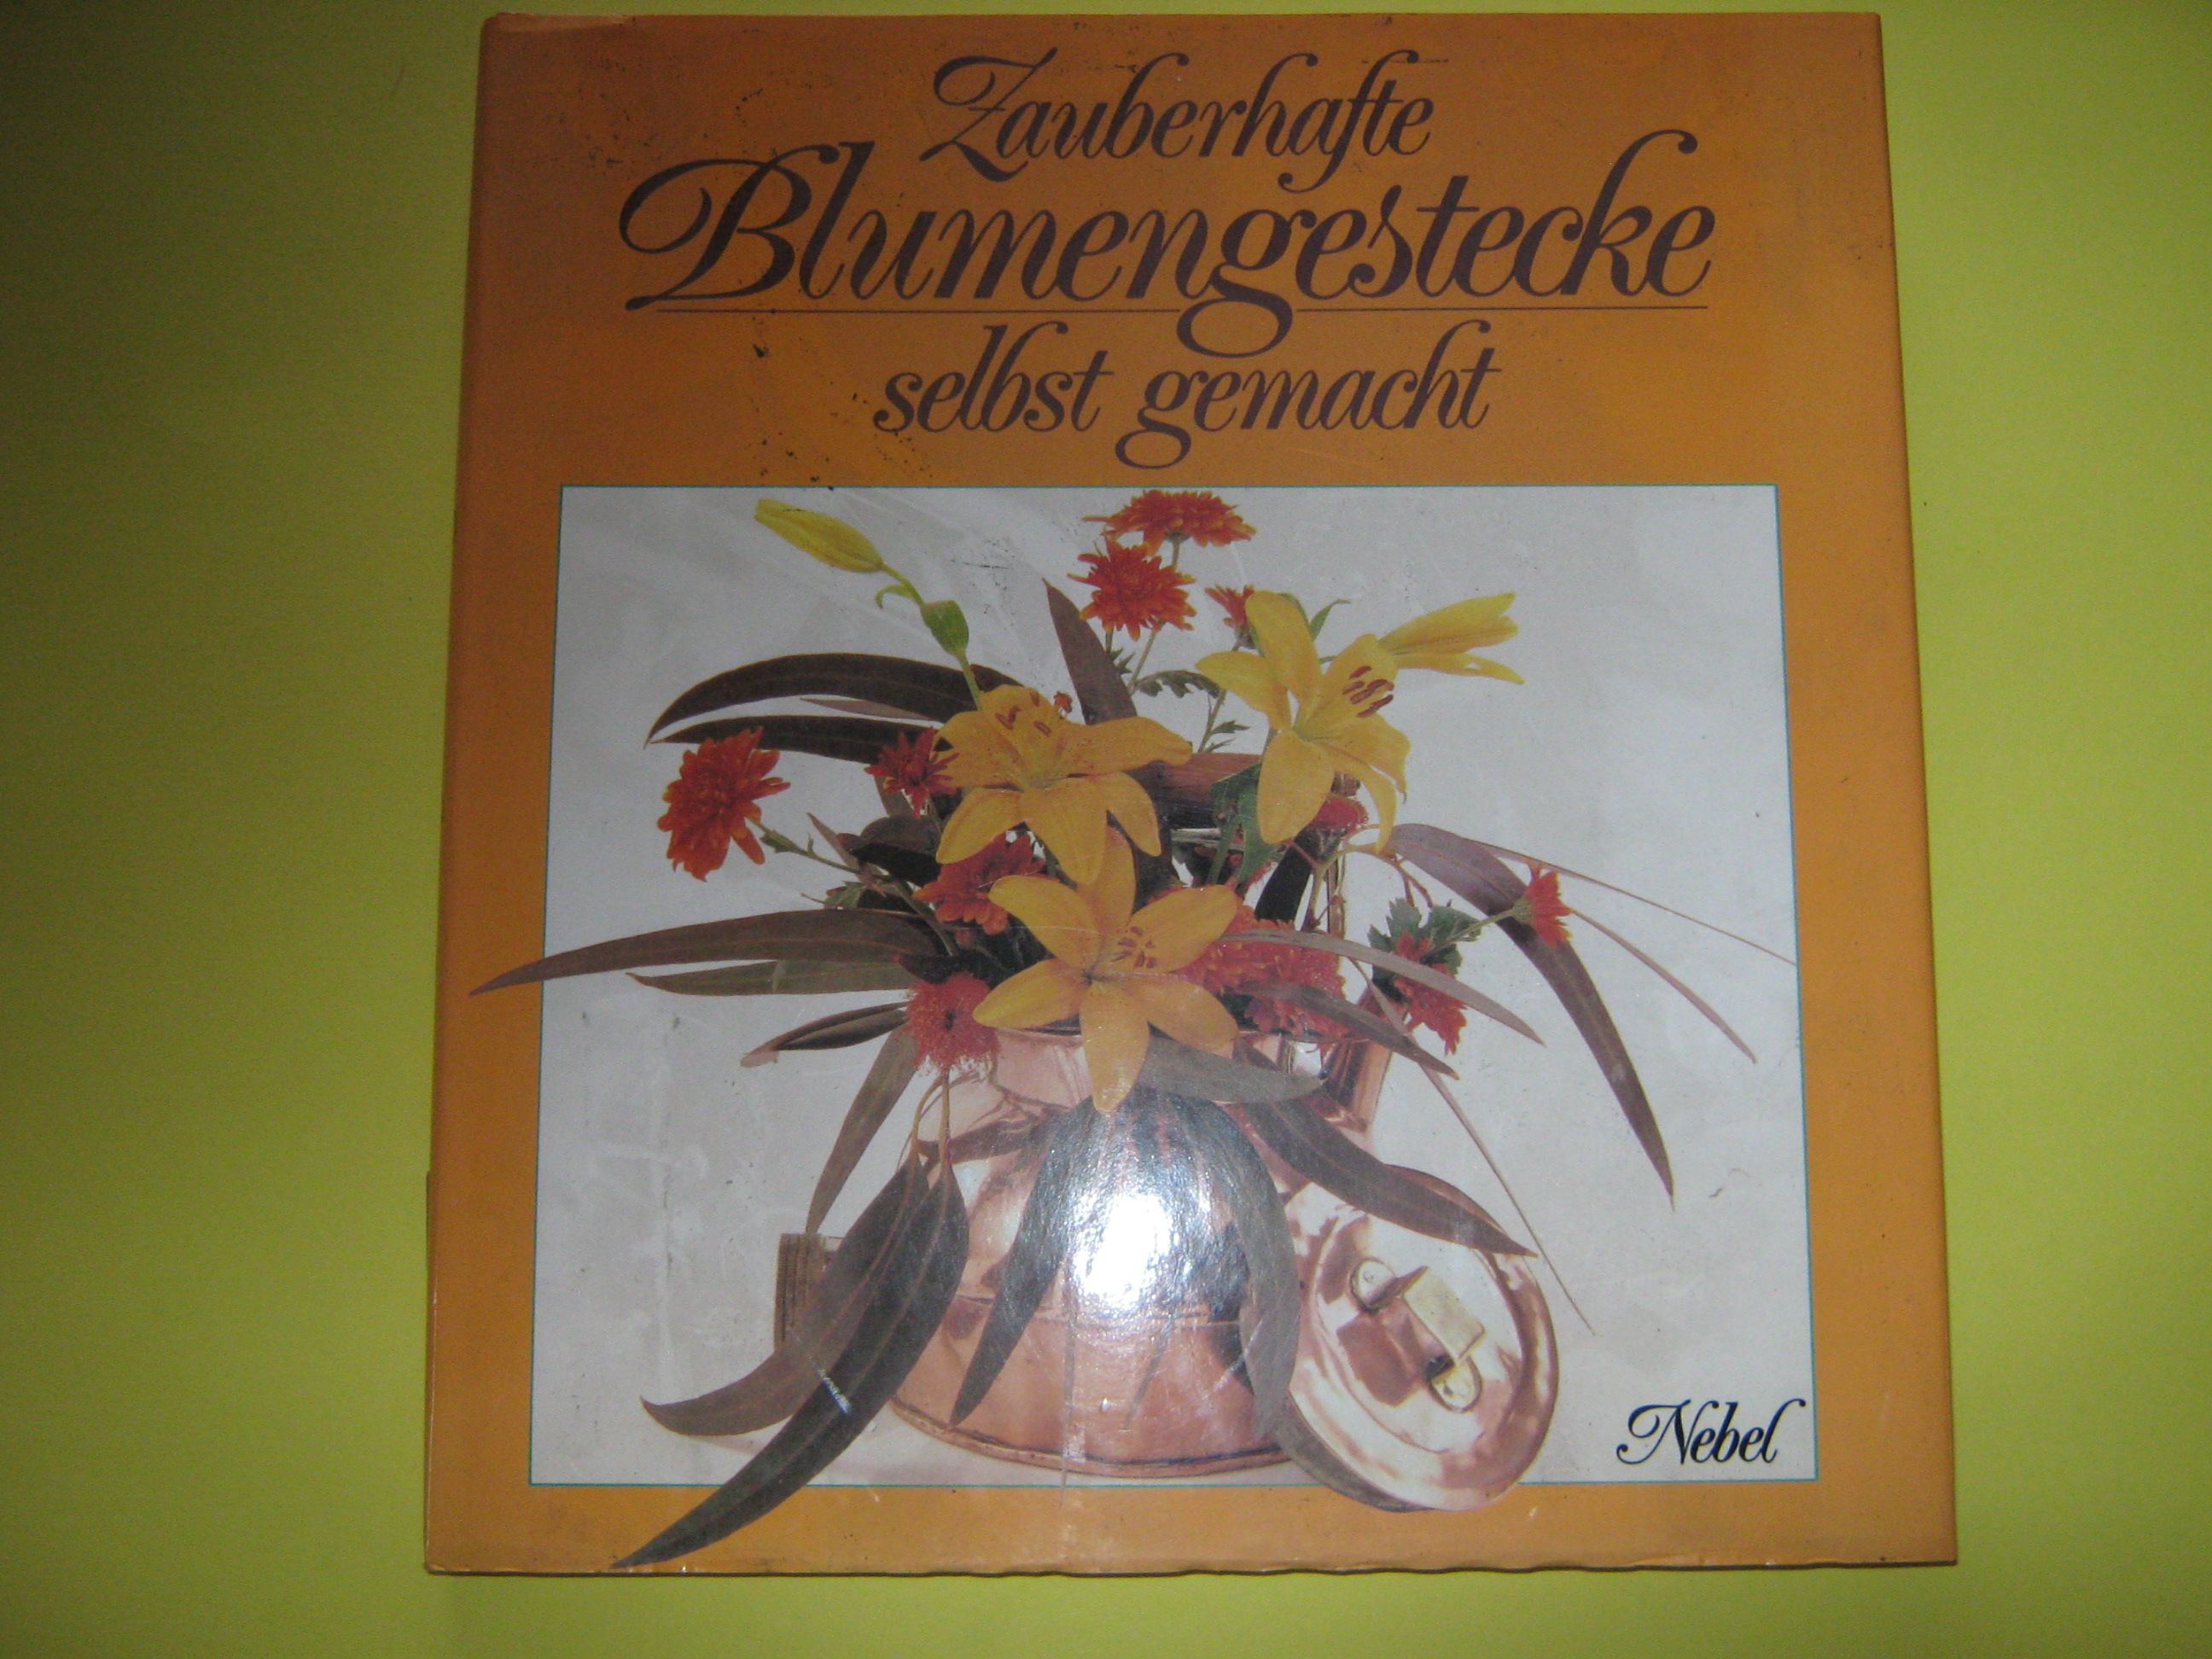 Zauberhafte
Blumengestecke
selbst gemacht
Nebel